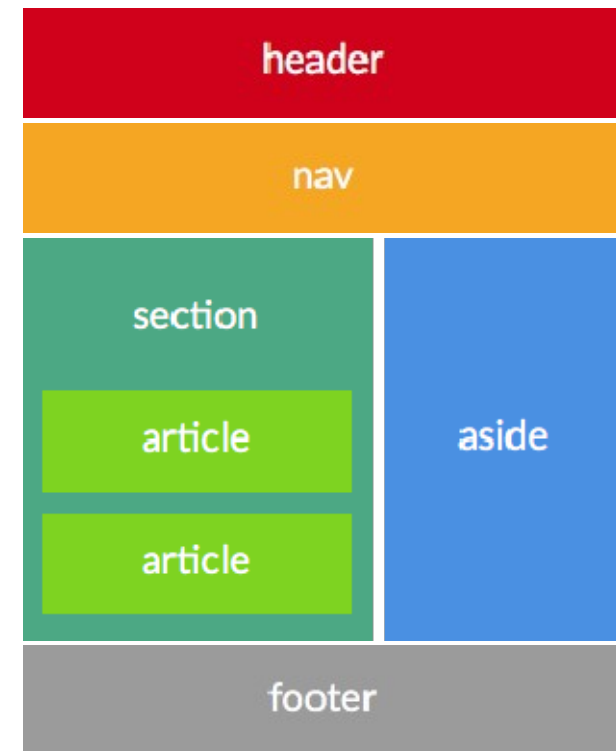 header
nav
section
article
article
aside
footer